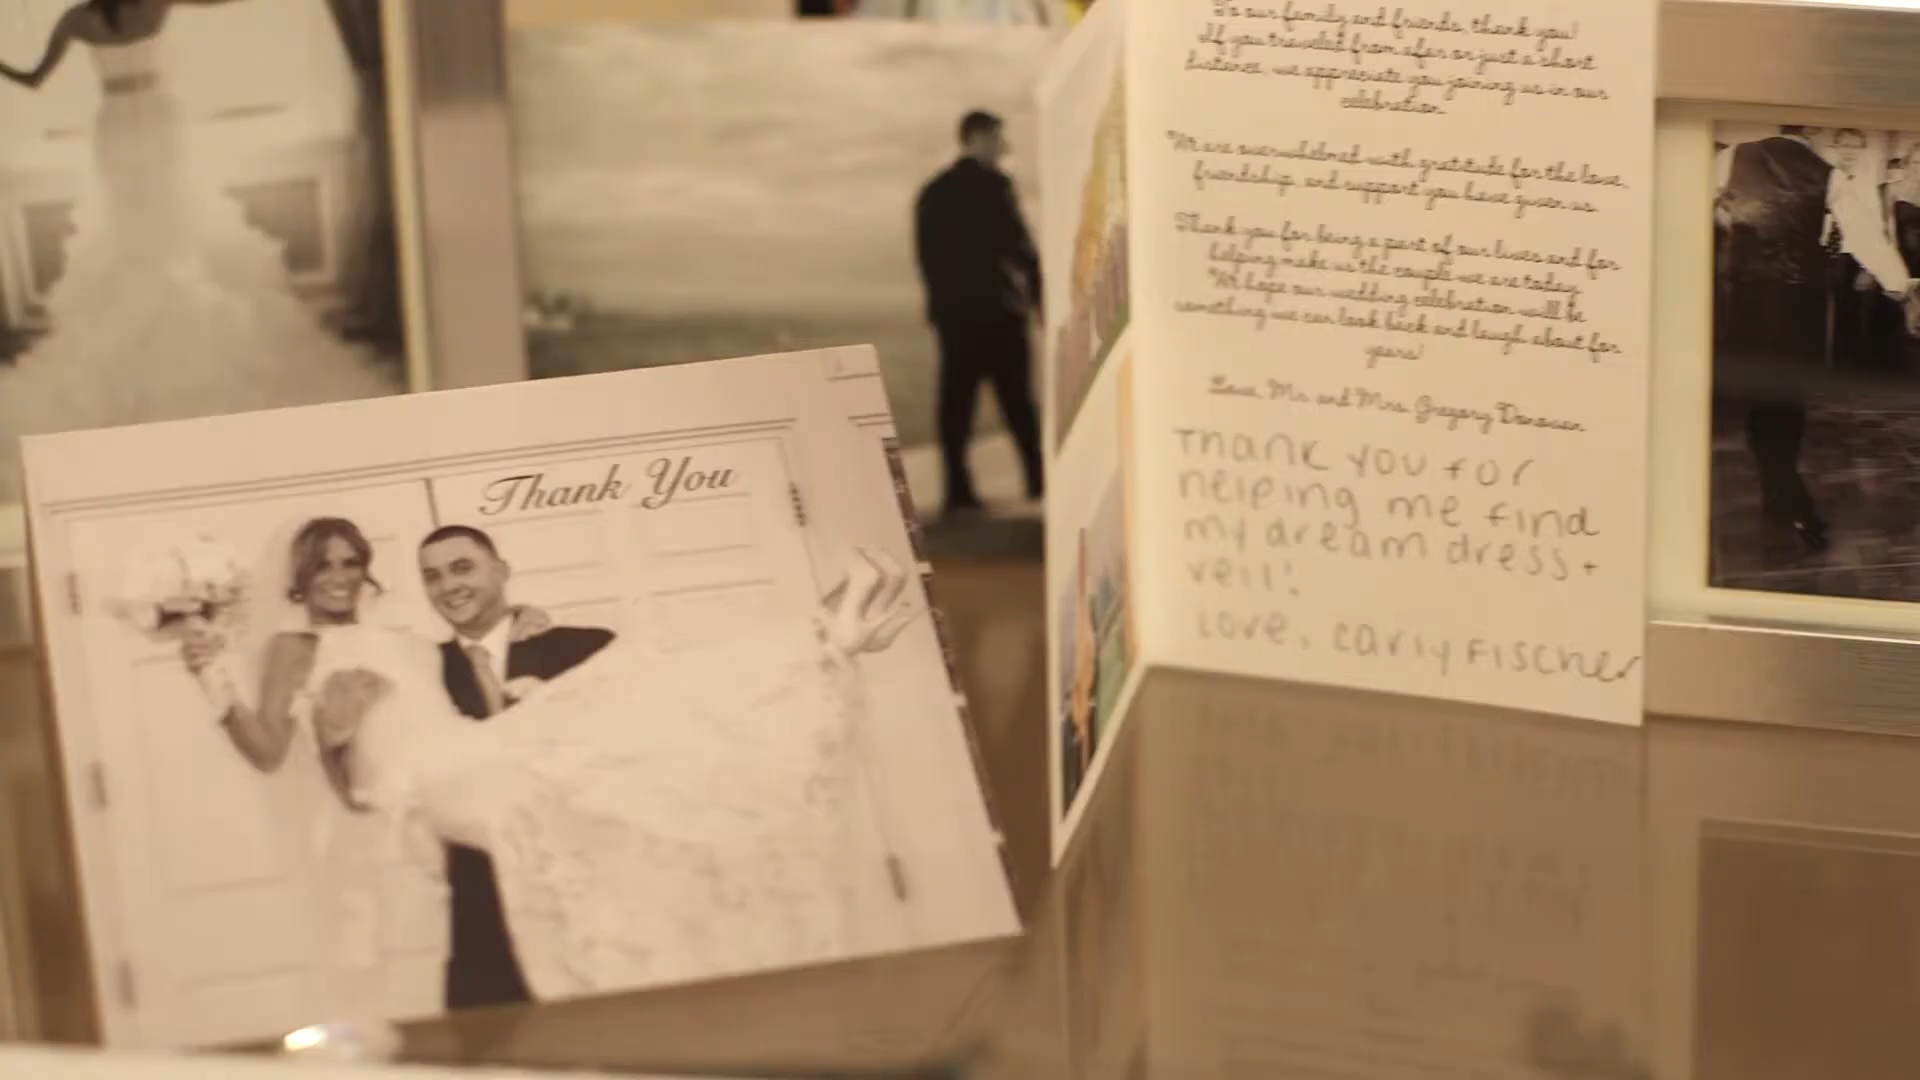 Thank You
To our family and friends, thank you!
If you traveled from afar or just a short
distance, we appreciate you joining us in our
celebration.
We are overwhelmed with gratitude for the love,
friendship, and support you have given us.
Thank you for being a part of our lives and for
helping make us the couple we are today.
We hope our wedding celebration will be
something we can look back and laugh about for
years!
Love, Mr. and Mrs. Gregory Donovan
Thank you for
helping me find
my dream dress +
veil!
Love, Carly Fischer